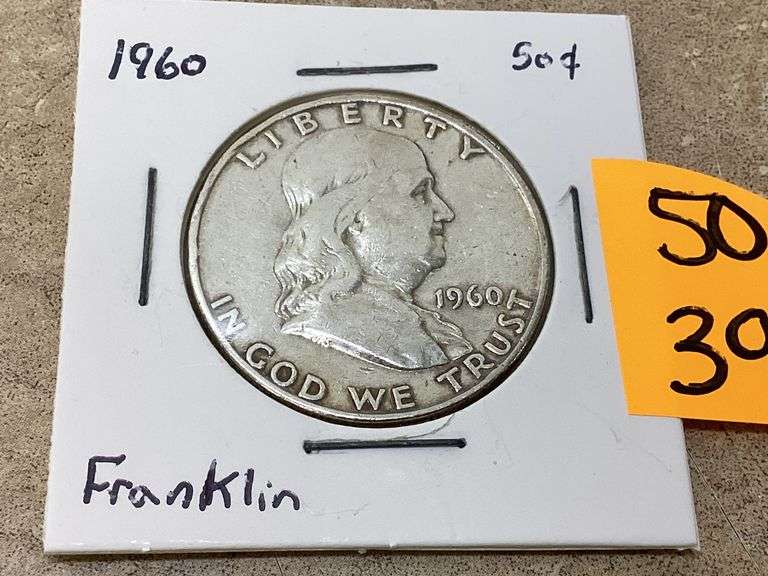 1960 50¢
LIBERTY
1960
IN GOD WE TRUST
Franklin
50
30